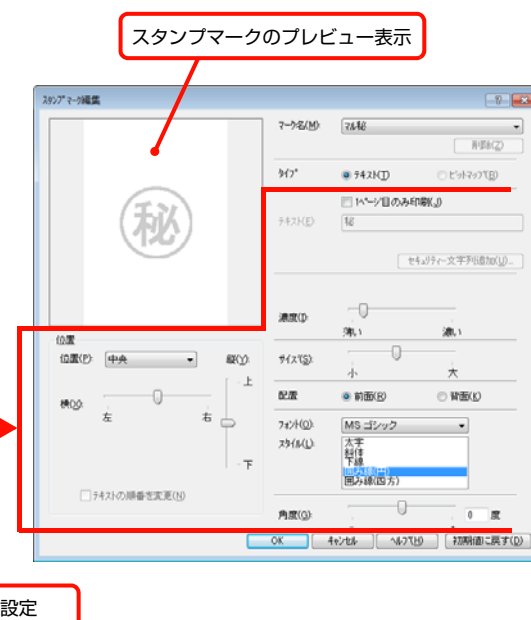 スタンプマークのプレビュー表示
スタンプマーク編集
マーク名(M): マル秘
削除(Z)
タイプ テキスト(T) ビットマップ(B)
1ページ目のみ印刷(J)
テキスト(E): 秘
セキュリティー文字列追加(U)...
秘
濃度(I):
薄い 濃い
位置
位置(P): 中央
縦(Y):
上
横(X):
左 右
下
テキストの順番を変更(N)
サイズ(S):
小 大
配置 前面(F) 背面(K)
フォント(O): MS ゴシック
スタイル(L): 太字
斜体
下線
囲み線(円)
囲み線(四方)
角度(G): 0 度
OK キャンセル ヘルプ(H) 初期値に戻す(D)
設定